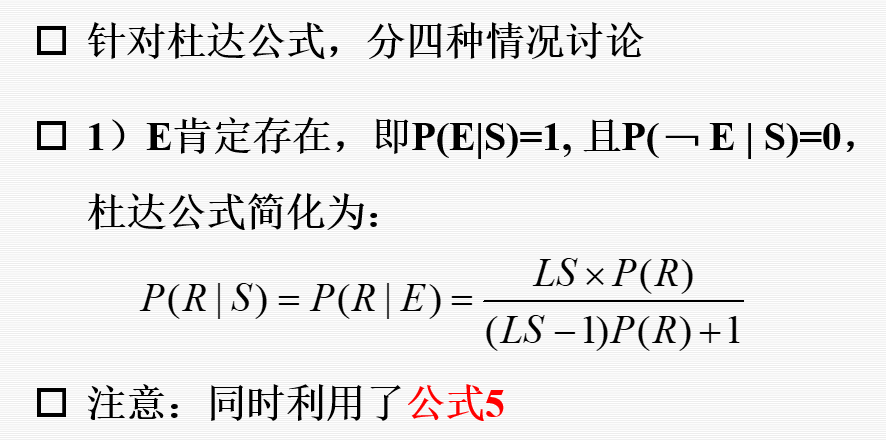 □ 针对杜达公式，分四种情况讨论
□ 1）E肯定存在，即P(E|S)=1, 且P(￢ E | S)=0，
杜达公式简化为：
P(R | S) = P(R | E) = \frac{LS × P(R)}{(LS − 1)P(R) + 1}
□ 注意：同时利用了公式5